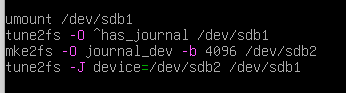 umount /dev/sdb1
tune2fs -O ^has_journal /dev/sdb1
mke2fs -O journal_dev -b 4096 /dev/sdb2
tune2fs -J device=/dev/sdb2 /dev/sdb1